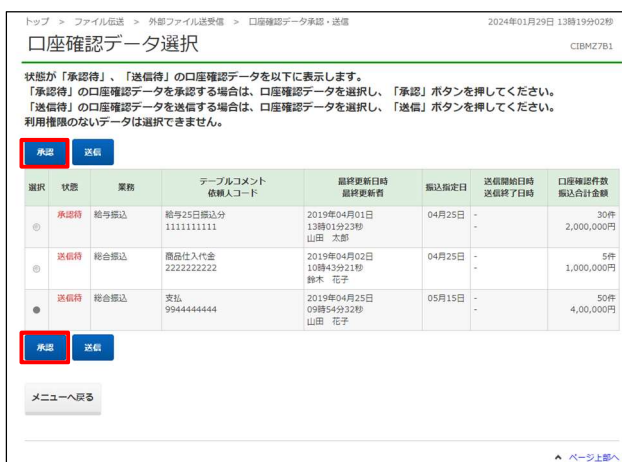 トップ > ファイル伝送 > 外部ファイル送受信 > 口座確認データ承認・送信
2024年01月29日 13時19分02秒
口座確認データ選択
CIBMZ7B1
状態が「承認待」、「送信待」の口座確認データを以下に表示します。
「承認待」の口座確認データを承認する場合は、口座確認データを選択し、「承認」ボタンを押してください。
「送信待」の口座確認データを送信する場合は、口座確認データを選択し、「送信」ボタンを押してください。
利用権限のないデータは選択できません。
承認 送信
選択 状態 業務 テーブルコメント 最終更新日時 振込指定日 送信開始日時 口座確認件数
依頼人コード 最終更新者 送信終了日時 振込合計金額
承認待 給与振込 給与25日振込分 2019年04月01日 04月25日 - 30件
1111111111 13時01分23秒 - 2,000,000円
山田 太郎
送信待 総合振込 商品仕入代金 2019年04月02日 04月25日 - 5件
2222222222 10時43分21秒 - 1,000,000円
鈴木 花子
送信待 総合振込 支払 2019年04月25日 05月15日 - 50件
9944444444 09時54分32秒 - 4,00,000円
山田 花子
承認 送信
メニューへ戻る
ページ上部へ